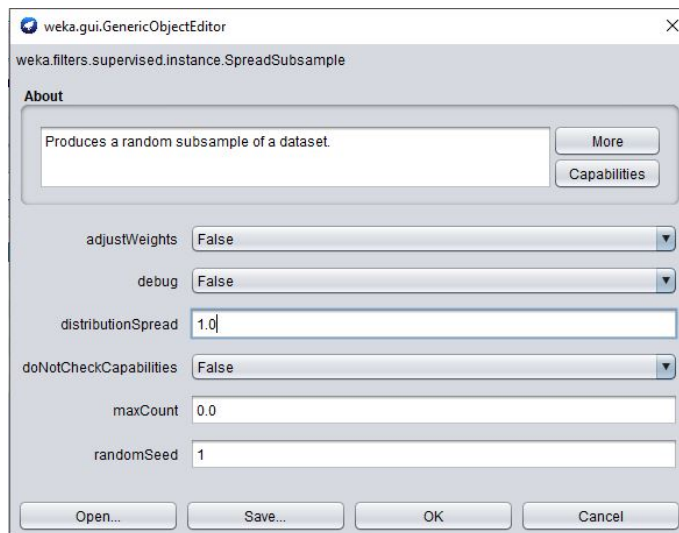 weka.gui.GenericObjectEditor
weka.filters.supervised.instance.SpreadSubsample
About
Produces a random subsample of a dataset.
More
Capabilities
adjustWeights False
debug False
distributionSpread 1.0
doNotCheckCapabilities False
maxCount 0.0
randomSeed 1
Open... Save... OK Cancel